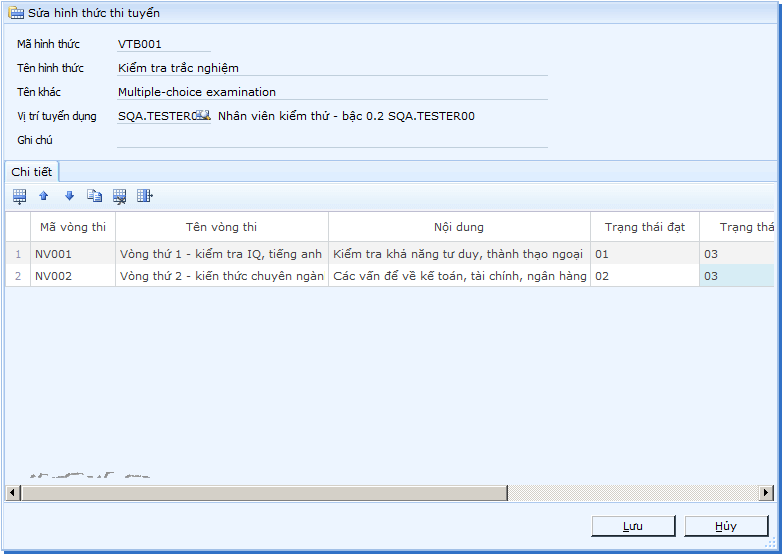 Sửa hình thức thi tuyển
Mã hình thức VTB001
Tên hình thức Kiểm tra trắc nghiệm
Tên khác Multiple-choice examination
Vị trí tuyển dụng SQA.TESTER0 Nhân viên kiểm thử - bậc 0.2 SQA.TESTER00
Ghi chú
Chi tiết
Mã vòng thi Tên vòng thi Nội dung Trạng thái đạt Trạng thá
1 NV001 Vòng thứ 1 - kiểm tra IQ, tiếng anh Kiểm tra khả năng tư duy, thành thạo ngoại 01 03
2 NV002 Vòng thứ 2 - kiến thức chuyên ngàn Các vấn để về kế toán, tài chính, ngân hàng 02 03
Lưu Hủy